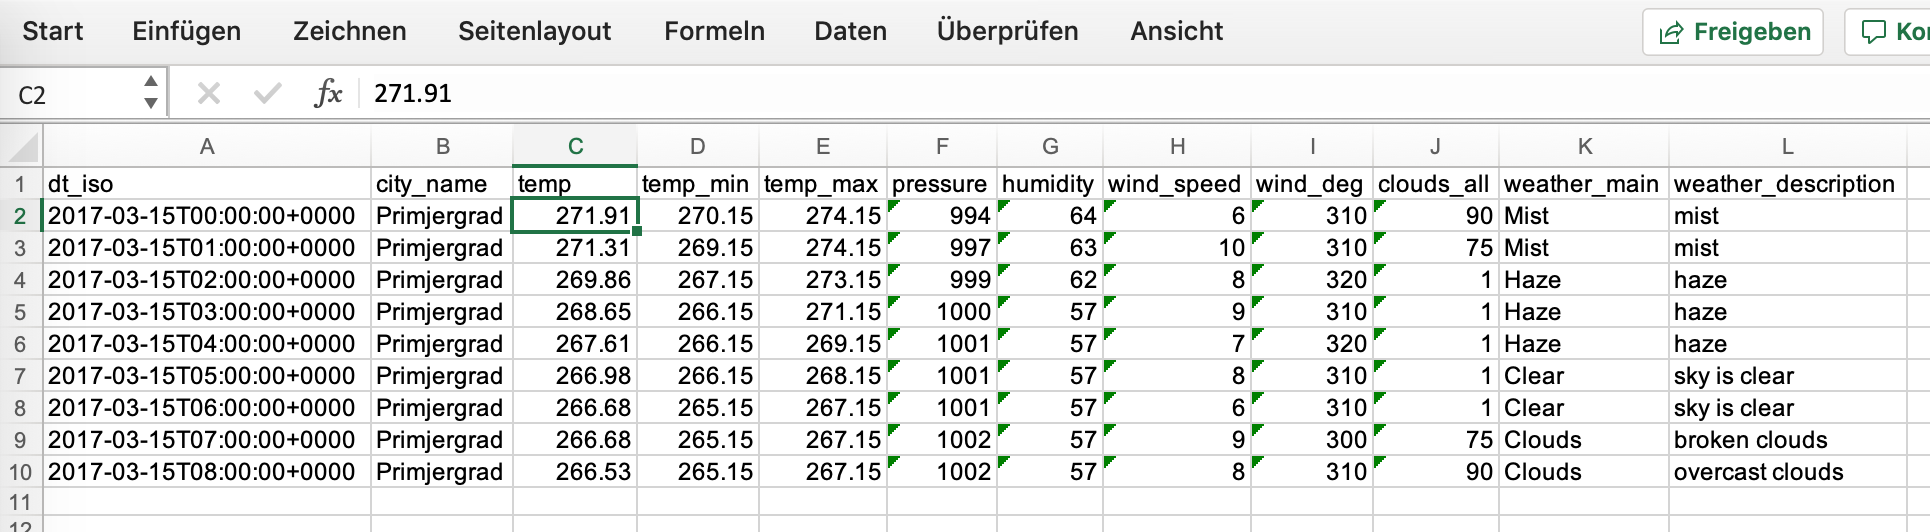 Start Einfügen Zeichnen Seitenlayout Formeln Daten Überprüfen Ansicht Freigeben
C2 fx 271.91
A B C D E F G H I J K L
1 dt_iso city_name temp temp_min temp_max pressure humidity wind_speed wind_deg clouds_all weather_main weather_description
2 2017-03-15T00:00:00+0000 Primjergrad 271.91 270.15 274.15 994 64 6 310 90 Mist mist
3 2017-03-15T01:00:00+0000 Primjergrad 271.31 269.15 274.15 997 63 10 310 75 Mist mist
4 2017-03-15T02:00:00+0000 Primjergrad 269.86 267.15 273.15 999 62 8 320 1 Haze haze
5 2017-03-15T03:00:00+0000 Primjergrad 268.65 266.15 271.15 1000 57 9 310 1 Haze haze
6 2017-03-15T04:00:00+0000 Primjergrad 267.61 266.15 269.15 1001 57 7 320 1 Haze haze
7 2017-03-15T05:00:00+0000 Primjergrad 266.98 266.15 268.15 1001 57 8 310 1 Clear sky is clear
8 2017-03-15T06:00:00+0000 Primjergrad 266.68 265.15 267.15 1001 57 6 310 1 Clear sky is clear
9 2017-03-15T07:00:00+0000 Primjergrad 266.68 265.15 267.15 1002 57 9 300 75 Clouds broken clouds
10 2017-03-15T08:00:00+0000 Primjergrad 266.53 265.15 267.15 1002 57 8 310 90 Clouds overcast clouds
11
12